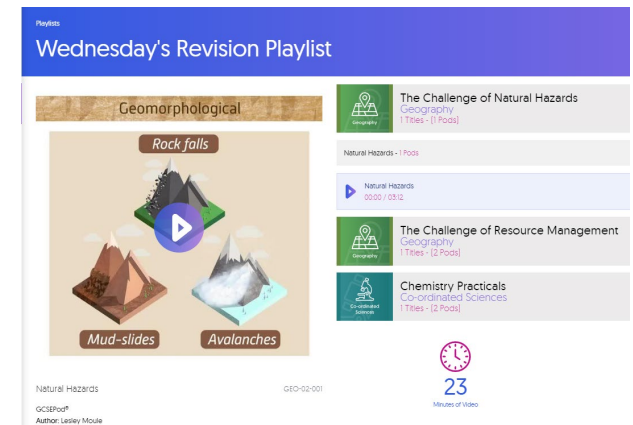 Playlists
Wednesday's Revision Playlist
Geomorphological
Rock falls
Mud-slides
Avalanches
Natural Hazards
GEO-02-001
GCSEPod®
Author: Lesley Moule
Geography
The Challenge of Natural Hazards
Geography
1 Titles - [1 Pods]
Natural Hazards - 1 Pods
Natural Hazards
00:00 / 03:12
Geography
The Challenge of Resource Management
Geography
1 Titles - [2 Pods]
Co-ordinated
Sciences
Chemistry Practicals
Co-ordinated Sciences
1 Titles - [2 Pods]
23
Minutes of Video